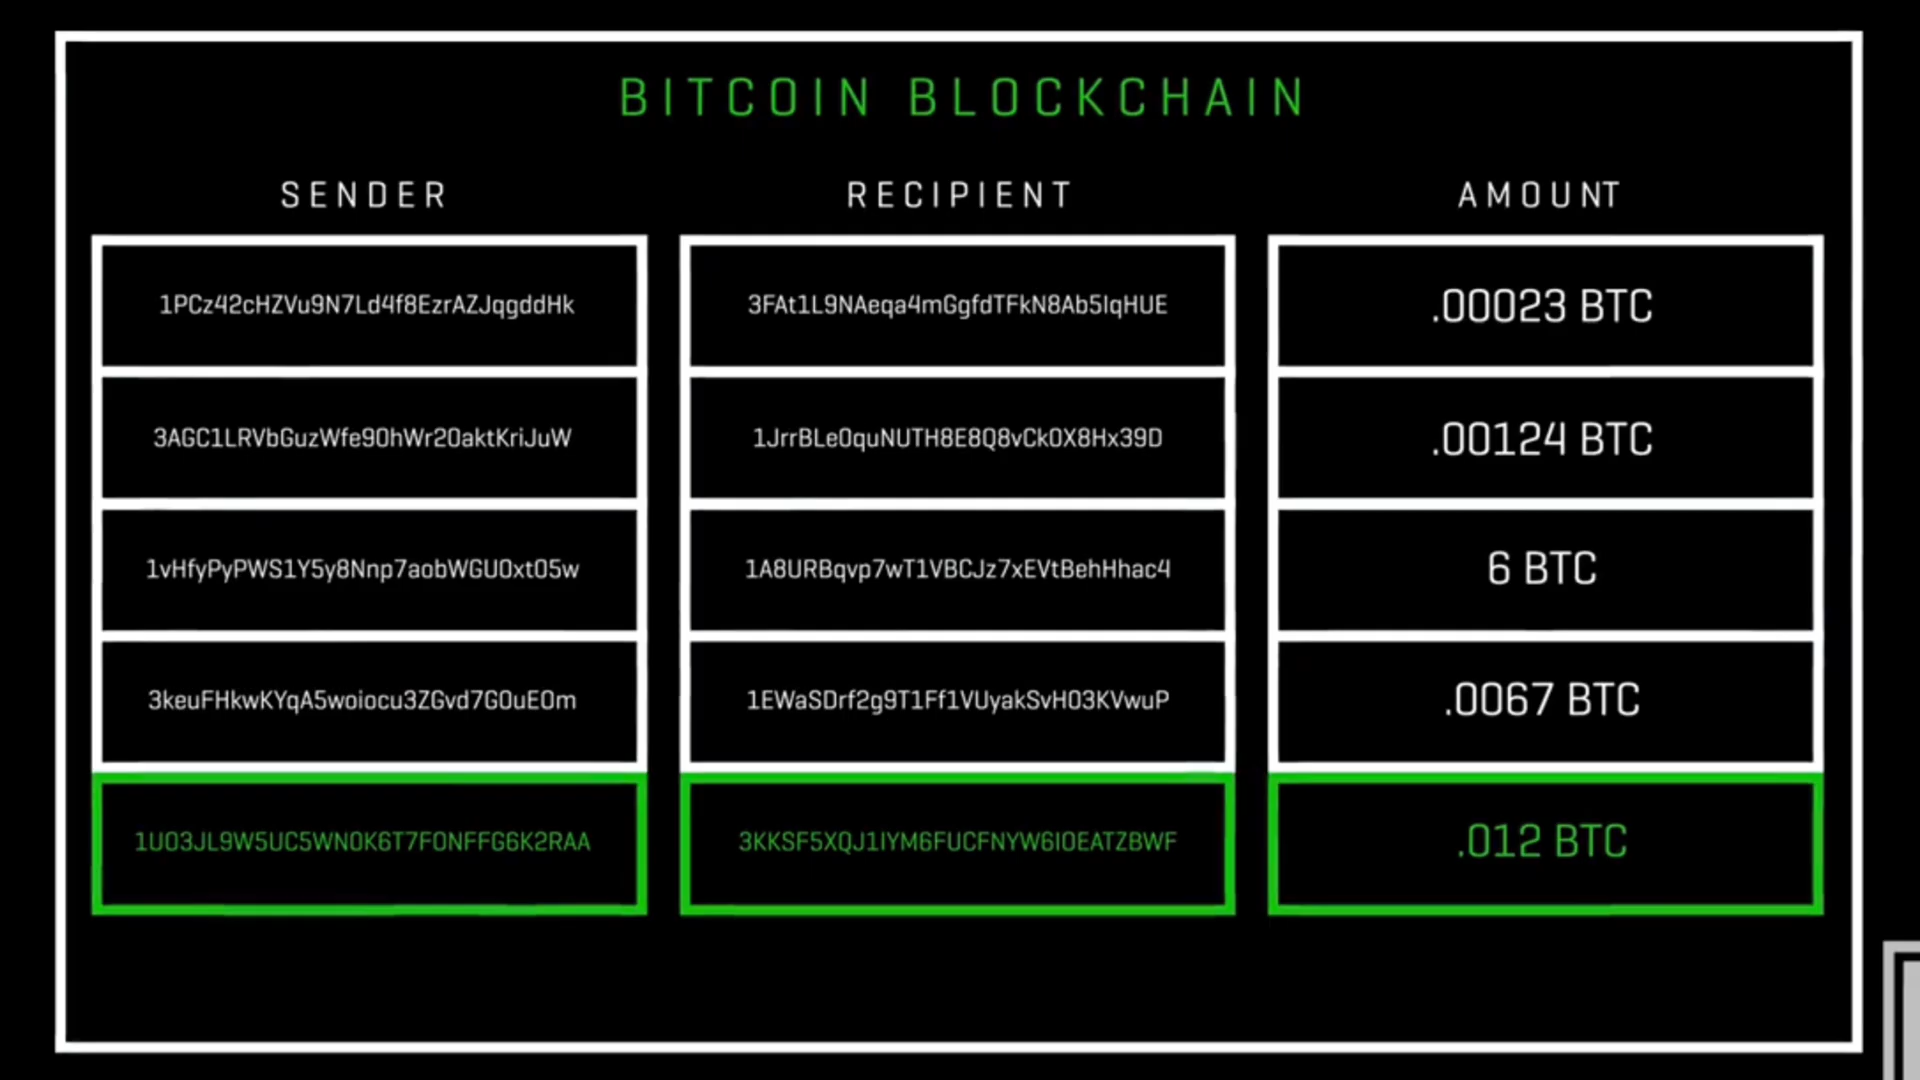 BITCOIN BLOCKCHAIN
SENDER RECIPIENT AMOUNT
1PCz42cHZVu9N7Ld4f8EzrAZJqgddHk 3FAt1L9NAeqa4mGgfdTFkN8Ab5IqHUE .00023 BTC
3AGC1LRVbGuzWfe90hWr20aktKriJuW 1JrrBLe0quNUTH8E8Q8vCk0X8Hx39D .00124 BTC
1vHfyPyPWS1Y5y8Nnp7aobWGU0xt05w 1A8URBqvp7wT1VBCJz7xEVtBehHhac4 6 BTC
3keuFHkwKYqA5woiocu3ZGvd7G0uE0m 1EWaSDrf2g9T1Ff1VUyakSvH03KVwuP .0067 BTC
1U03JL9W5UC5WN0K6T7F0NFFG6K2RAA 3KKSF5XQJ1IYM6FUCFNYW6I0EATZBWF .012 BTC